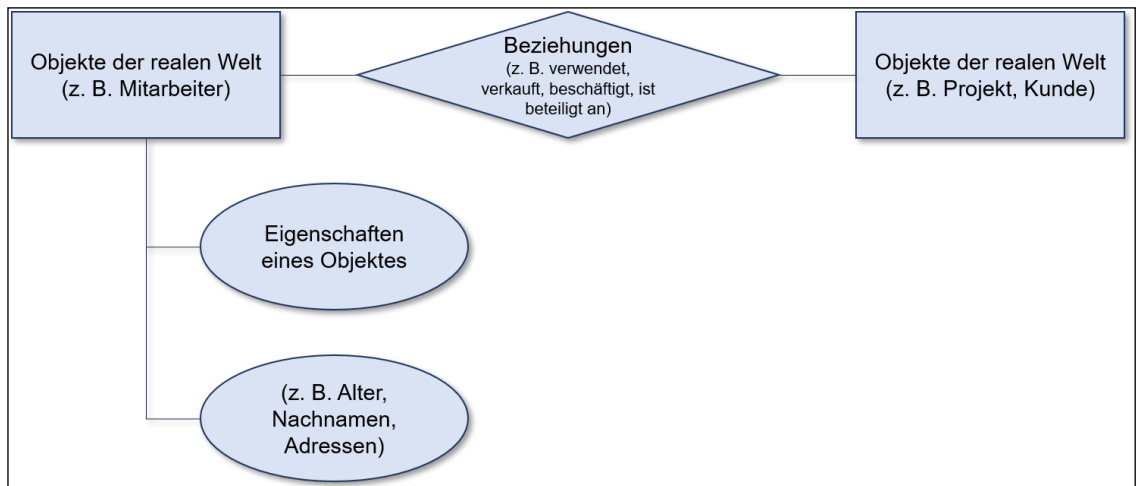 Objekte der realen Welt
(z. B. Mitarbeiter)
Beziehungen
(z. B. verwendet,
verkauft, beschäftigt, ist
beteiligt an)
Objekte der realen Welt
(z. B. Projekt, Kunde)
Eigenschaften
eines Objektes
(z. B. Alter,
Nachnamen,
Adressen)